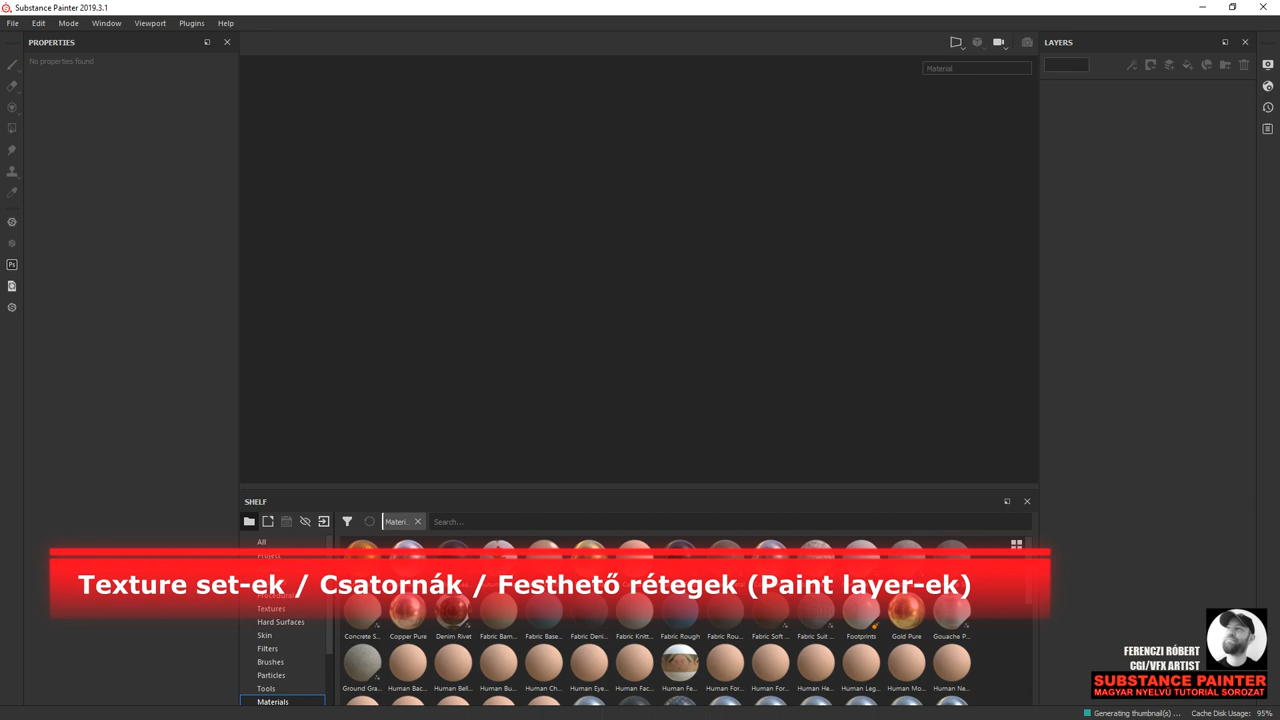 Substance Painter 2019.3.1
File Edit Mode Window Viewport Plugins Help
PROPERTIES
No properties found
Material
LAYERS
SHELF
Materi...
Search...
All
Project
Procedural
Textures
Hard Surfaces
Skin
Filters
Brushes
Particles
Tools
Materials
Texture set-ek / Csatornák / Festhető rétegek (Paint layer-ek)
Concrete S... Copper Pure Denim Rivet Fabric Bam... Fabric Base... Fabric Deni... Fabric Knitt... Fabric Rough Fabric Rou... Fabric Soft ... Fabric Suit ... Footprints Gold Pure Gouache P...
Ground Gra... Human Bac... Human Bell... Human Bu... Human Ch... Human Eye... Human Fac... Human Fe... Human For... Human For... Human He... Human Leg... Human Mo... Human Ne...
Ps
FERENCZI RÓBERT
CGI/VFX ARTIST
SUBSTANCE PAINTER
MAGYAR NYELVŰ TUTORIÁL SOROZAT
Generating thumbnail(s) ... Cache Disk Usage: 95%